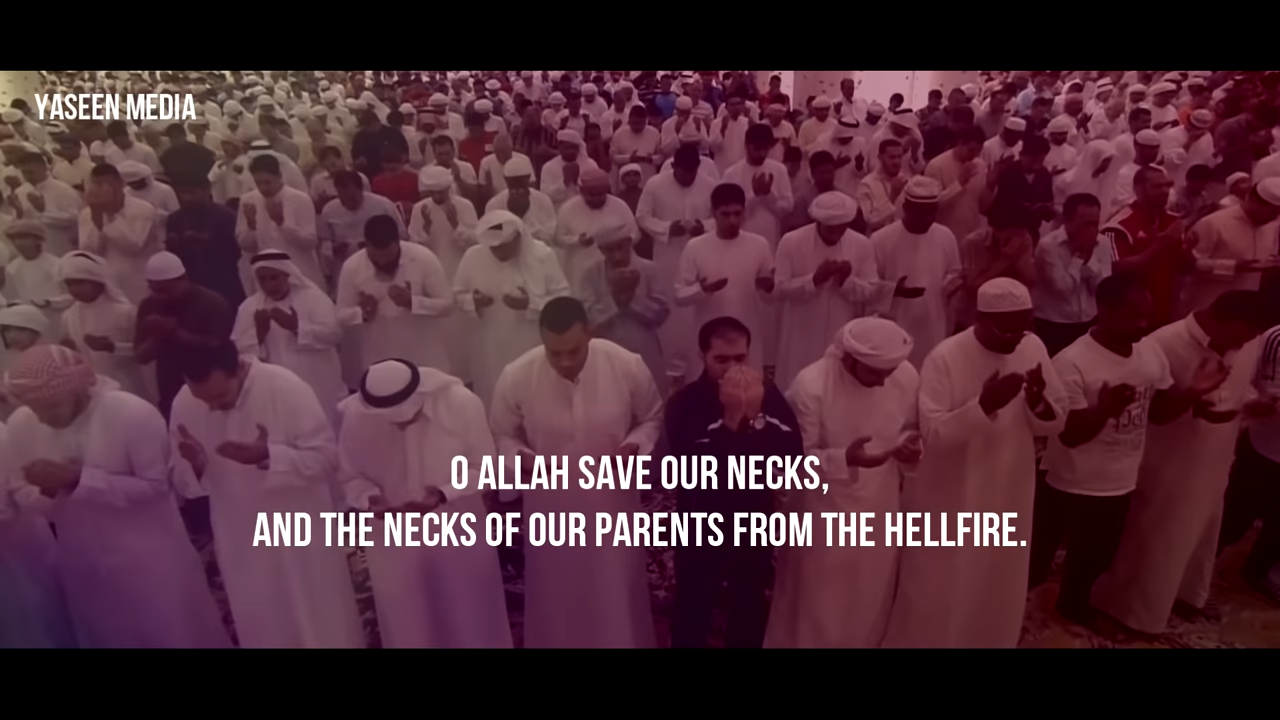 YASEEN MEDIA
O ALLAH SAVE OUR NECKS,
AND THE NECKS OF OUR PARENTS FROM THE HELLFIRE.